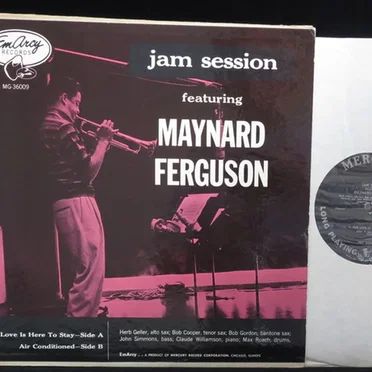 EmArcy
RECORDS
MG-36009
jam session
featuring
MAYNARD
FERGUSON
Love Is Here To Stay—Side A
Air Conditioned—Side B
Herb Geller, alto sax; Bob Cooper, tenor sax; Bob Gordon, baritone sax;
John Simmons, bass; Claude Williamson, piano; Max Roach, drums.
EmArcy . . . A PRODUCT OF MERCURY RECORD CORPORATION, CHICAGO, ILLINOIS
MER
LONG PLAYING